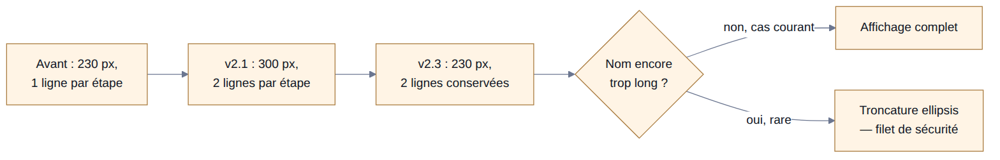 Avant : 230 px,
1 ligne par étape
v2.1 : 300 px,
2 lignes par étape
v2.3 : 230 px,
2 lignes conservées
Nom encore
trop long ?
non, cas courant
Affichage complet
oui, rare
Troncature ellipsis
— filet de sécurité